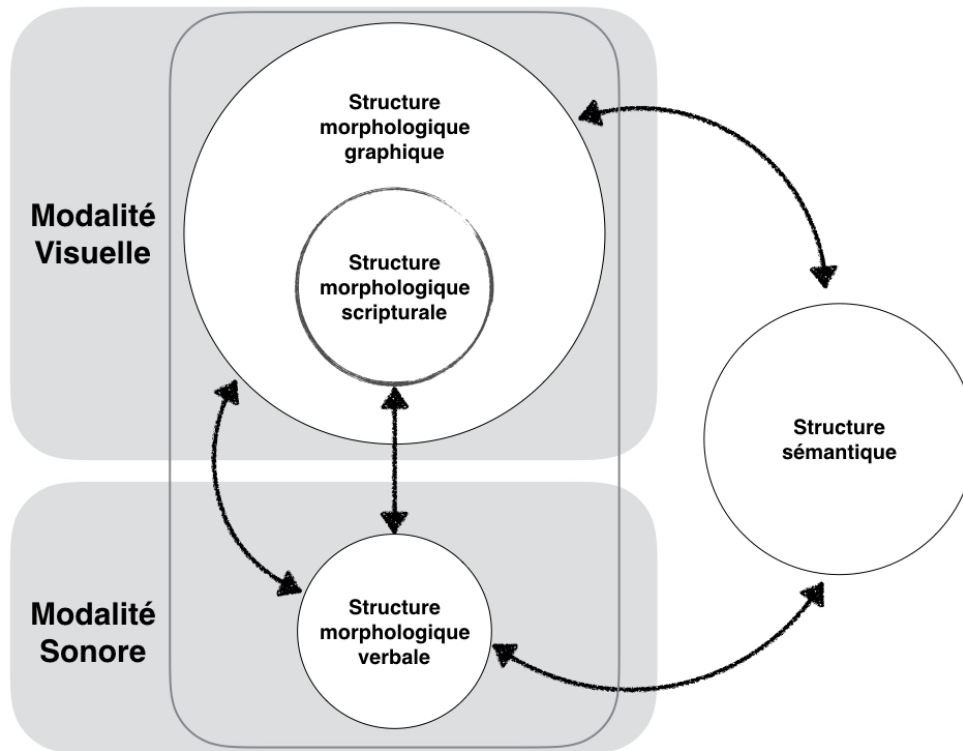 Structure
morphologique
graphique
Modalité
Visuelle
Structure
morphologique
scripturale
Structure
sémantique
Modalité
Sonore
Structure
morphologique
verbale